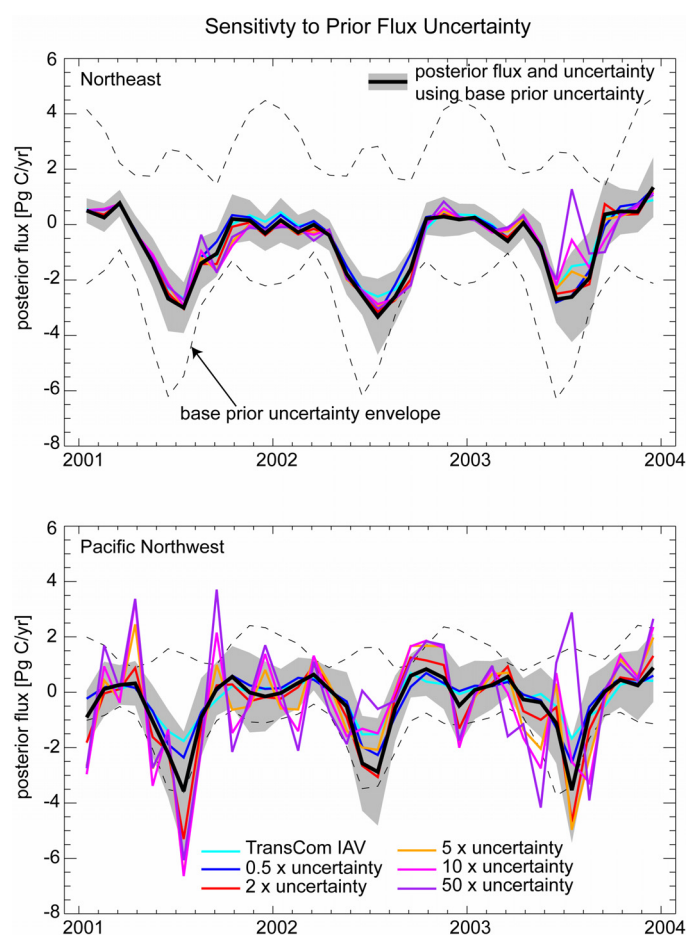 Sensitivty to Prior Flux Uncertainty
6
Northeast
posterior flux and uncertainty
using base prior uncertainty
4
2
0
-2
-4
-6
-8
posterior flux [Pg C/yr]
base prior uncertainty envelope
2001
2002
2003
2004
6
Pacific Northwest
4
2
0
-2
-4
-6
-8
posterior flux [Pg C/yr]
TransCom IAV
0.5 x uncertainty
2 x uncertainty
5 x uncertainty
10 x uncertainty
50 x uncertainty
2001
2002
2003
2004